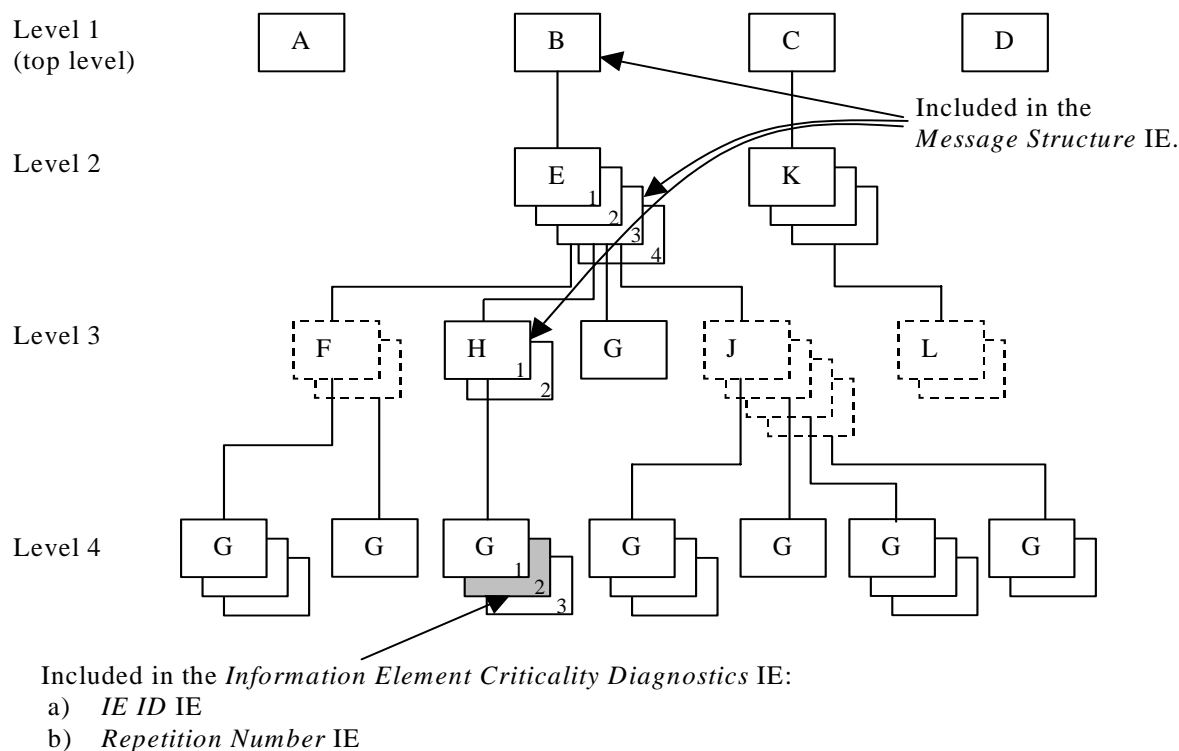 Level 1
(top level)
A
B
C
D
Included in the
Message Structure IE.
Level 2
E
1
2
3
4
K
Level 3
F
H
1
2
G
J
L
Level 4
G
G
G
1
2
3
G
G
G
G
Included in the Information Element Criticality Diagnostics IE:
a) IE ID IE
b) Repetition Number IE